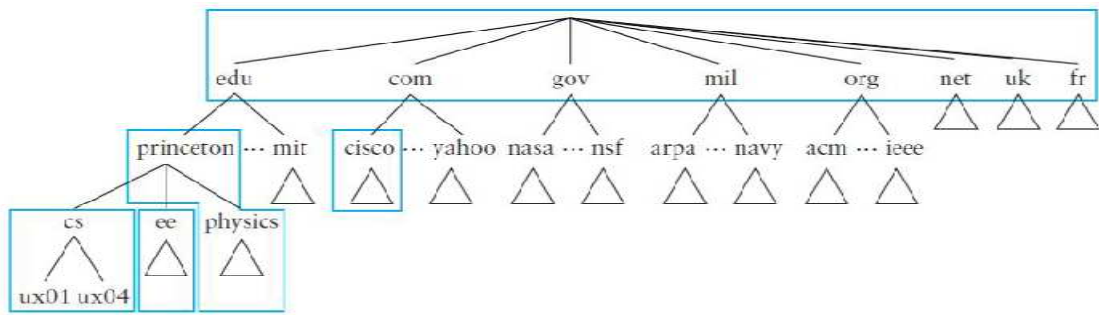 edu com gov mil org net uk fr
princeton ... mit cisco ... yahoo nasa ... nsf arpa ... navy acm ... ieee
cs ee physics
ux01 ux04